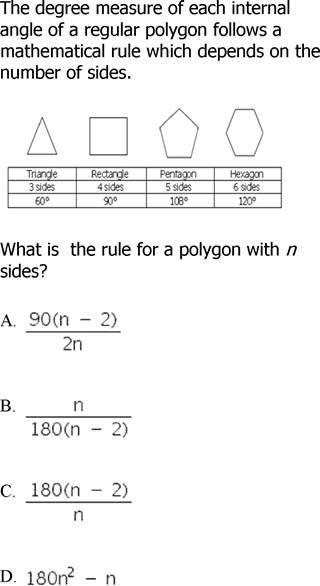 The degree measure of each internal
angle of a regular polygon follows a
mathematical rule which depends on the
number of sides.
Triangle Rectangle Pentagon Hexagon
3 sides 4 sides 5 sides 6 sides
60° 90° 108° 120°
What is the rule for a polygon with n
sides?
A. 90(n − 2)
2n
B. n
180(n − 2)
C. 180(n − 2)
n
D. 180n² − n